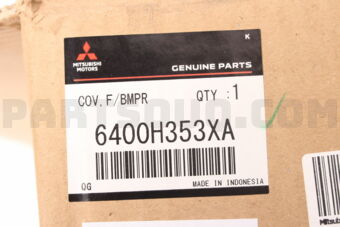 K
MITSUBISHI
MOTORS
GENUINE PARTS
COV, F/BMPR QTY :1
PARTSOUQ.COM
6400H353XA
QG MADE IN INDONESIA